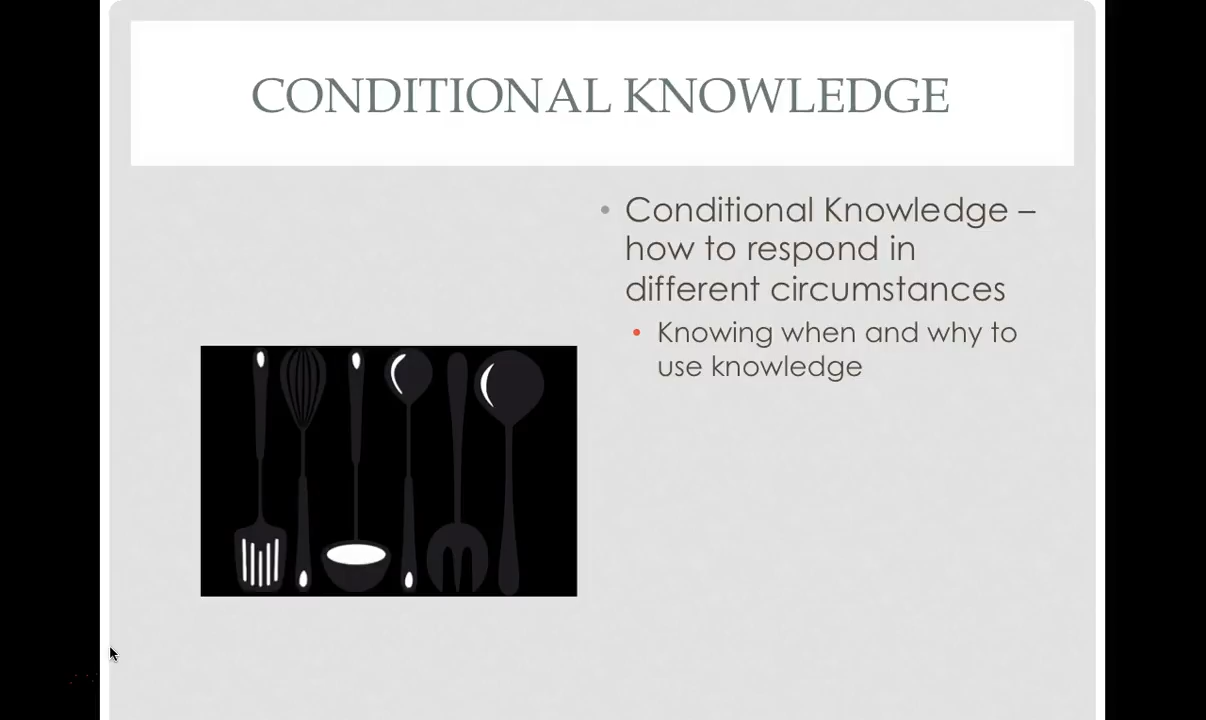 CONDITIONAL KNOWLEDGE
• Conditional Knowledge –
how to respond in
different circumstances
• Knowing when and why to
use knowledge